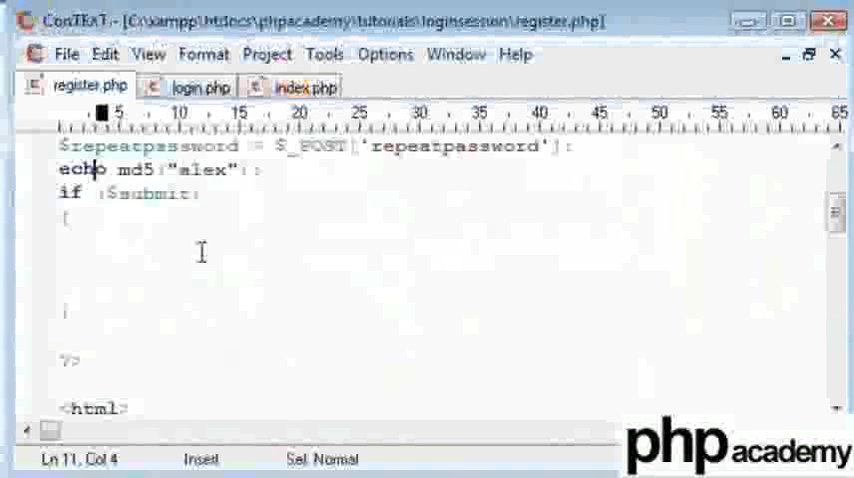 ConTEXT - [C:\xampp\htdocs\phpacademy\tutorials\loginsession\register.php]
File Edit View Format Project Tools Options Window Help
register.php login.php index.php
5 10 15 20 25 30 35 40 45 50 55 60 65
$repeatpassword = $_POST['repeatpassword'];
echo md5("alex");
if ($submit)
{
}
?>
<html>
Ln 11, Col 4 Insert Sel: Normal
php academy